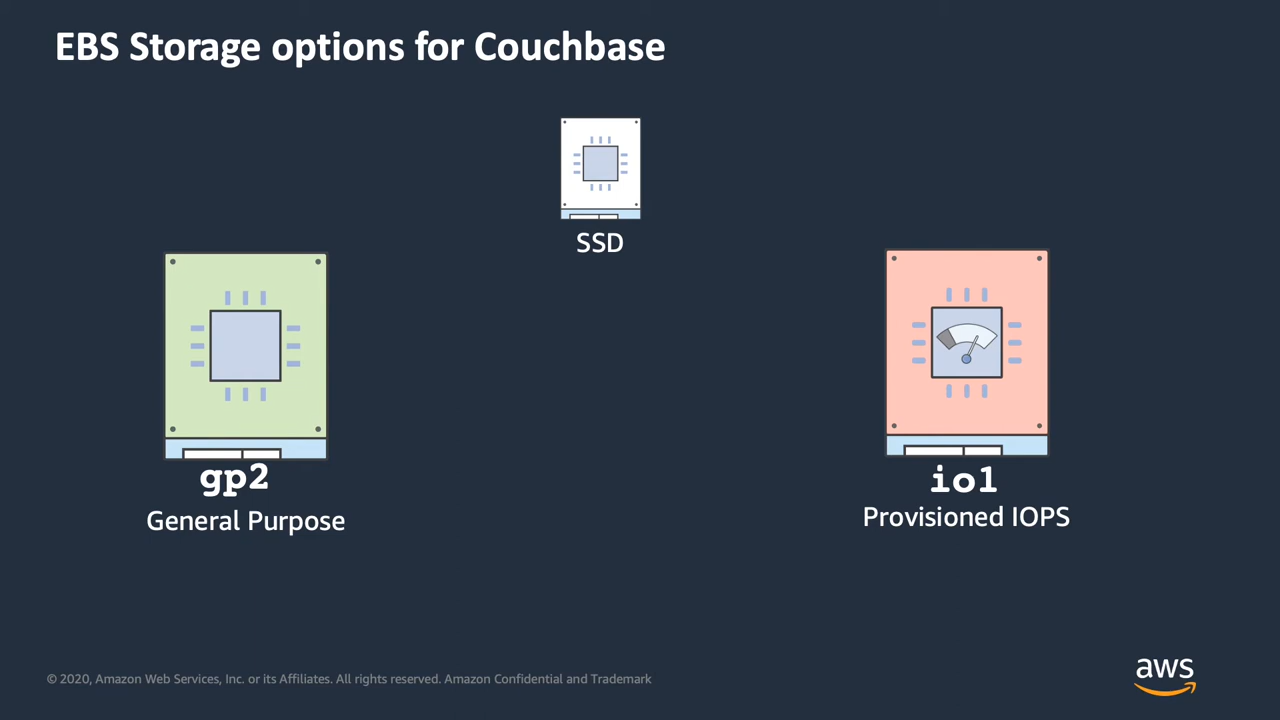 EBS Storage options for Couchbase
SSD
gp2
General Purpose
io1
Provisioned IOPS
© 2020, Amazon Web Services, Inc. or its Affiliates. All rights reserved. Amazon Confidential and Trademark
aws